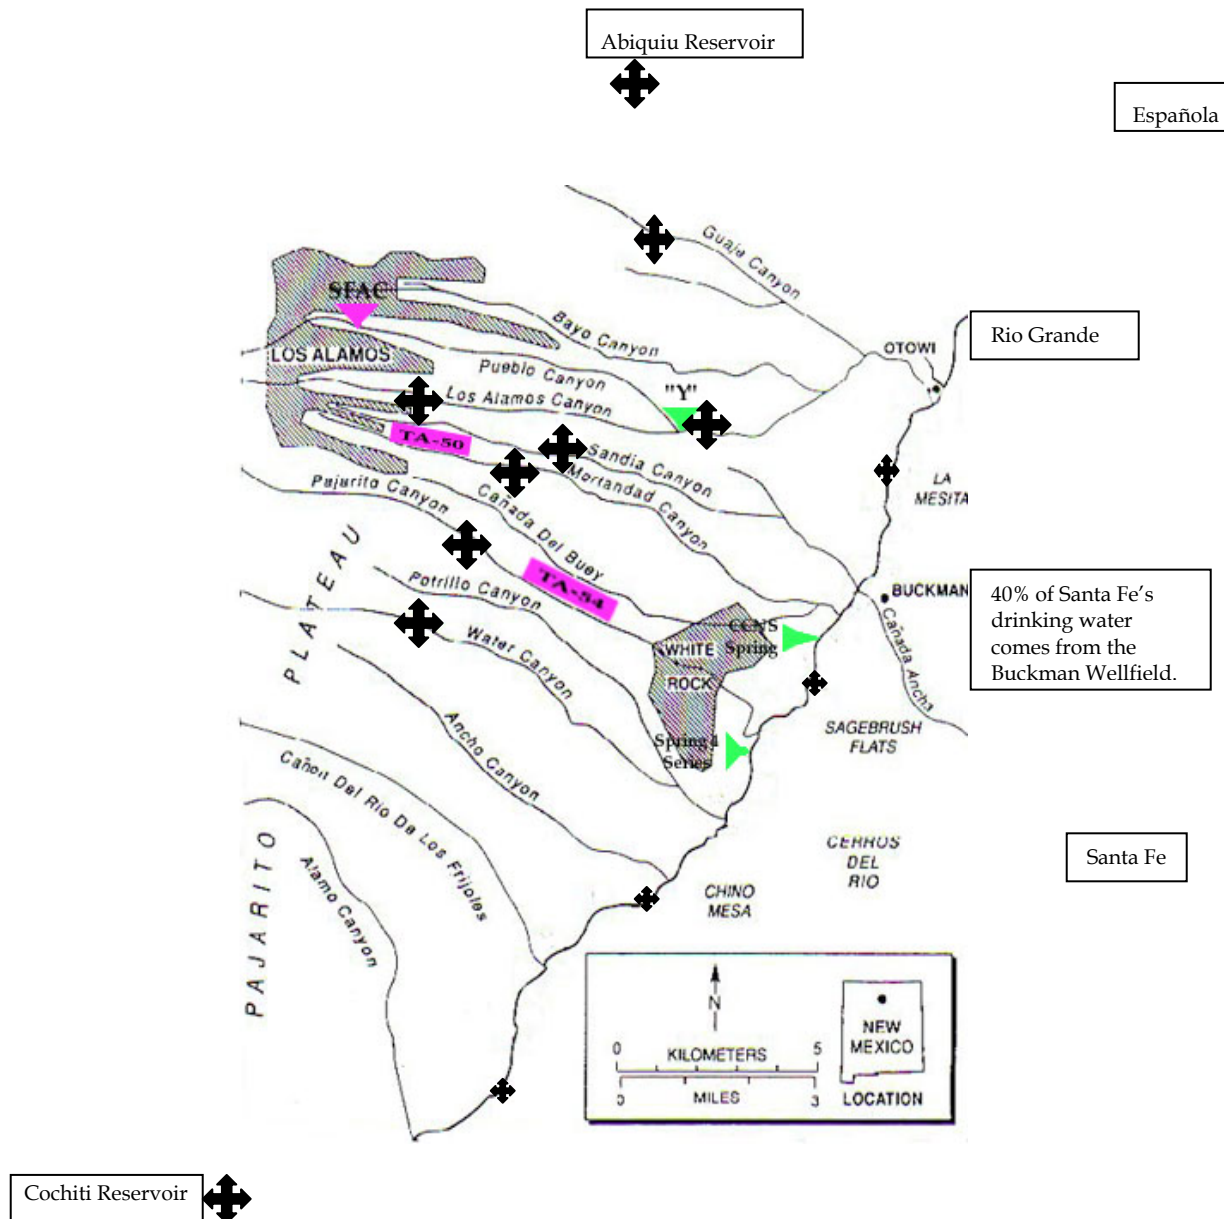 Abiquiu Reservoir
Española
Guaje Canyon
SFAC
Bayo Canyon
Rio Grande
OTOWI
LOS ALAMOS
Pueblo Canyon
"Y"
Los Alamos Canyon
TA-50
Sandia Canyon
Mortandad Canyon
LA
MESITA
Pajarito Canyon
Cañada Del Buey
TA-54
Potrillo Canyon
BUCKMAN
Cañada Ancha
40% of Santa Fe's
drinking water
comes from the
Buckman Wellfield.
CCNS
Spring
WHITE
ROCK
Water Canyon
SAGEBRUSH
FLATS
Spring 4
Series
Ancho Canyon
Cañon Del Rio De Los Frijoles
Alamo Canyon
PAJARITO PLATEAU
CERROS
DEL
RIO
Santa Fe
CHINO
MESA
N
0 KILOMETERS 5
0 MILES 3
NEW
MEXICO
LOCATION
Cochiti Reservoir